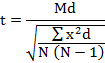 t = Md / √(∑ x²d / N (N − 1))